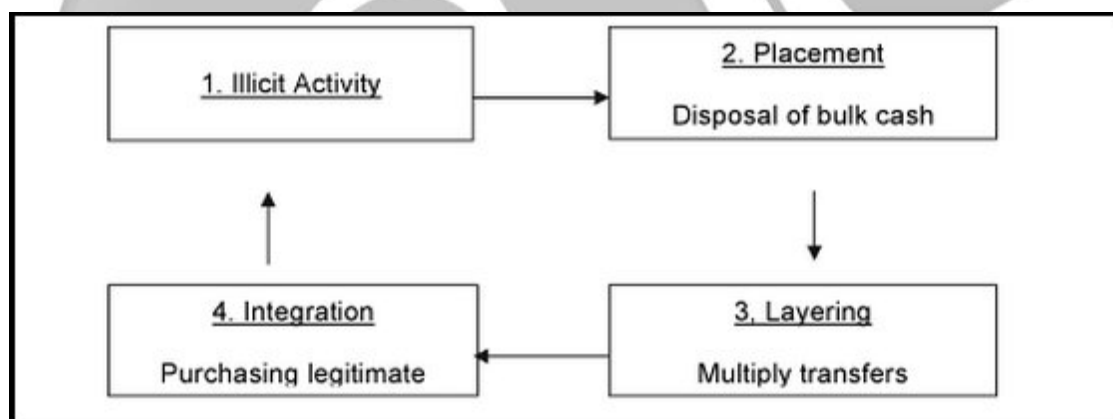 1. Illicit Activity
2. Placement
Disposal of bulk cash
3, Layering
Multiply transfers
4. Integration
Purchasing legitimate